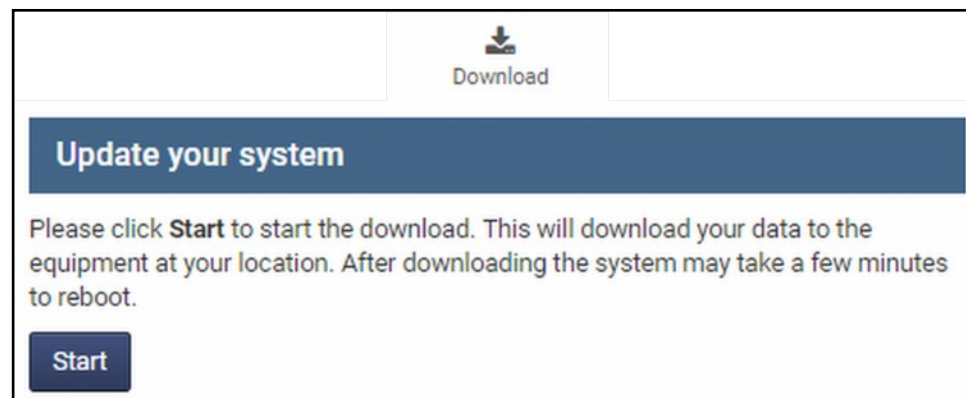 Download
Update your system
Please click Start to start the download. This will download your data to the
equipment at your location. After downloading the system may take a few minutes
to reboot.
Start